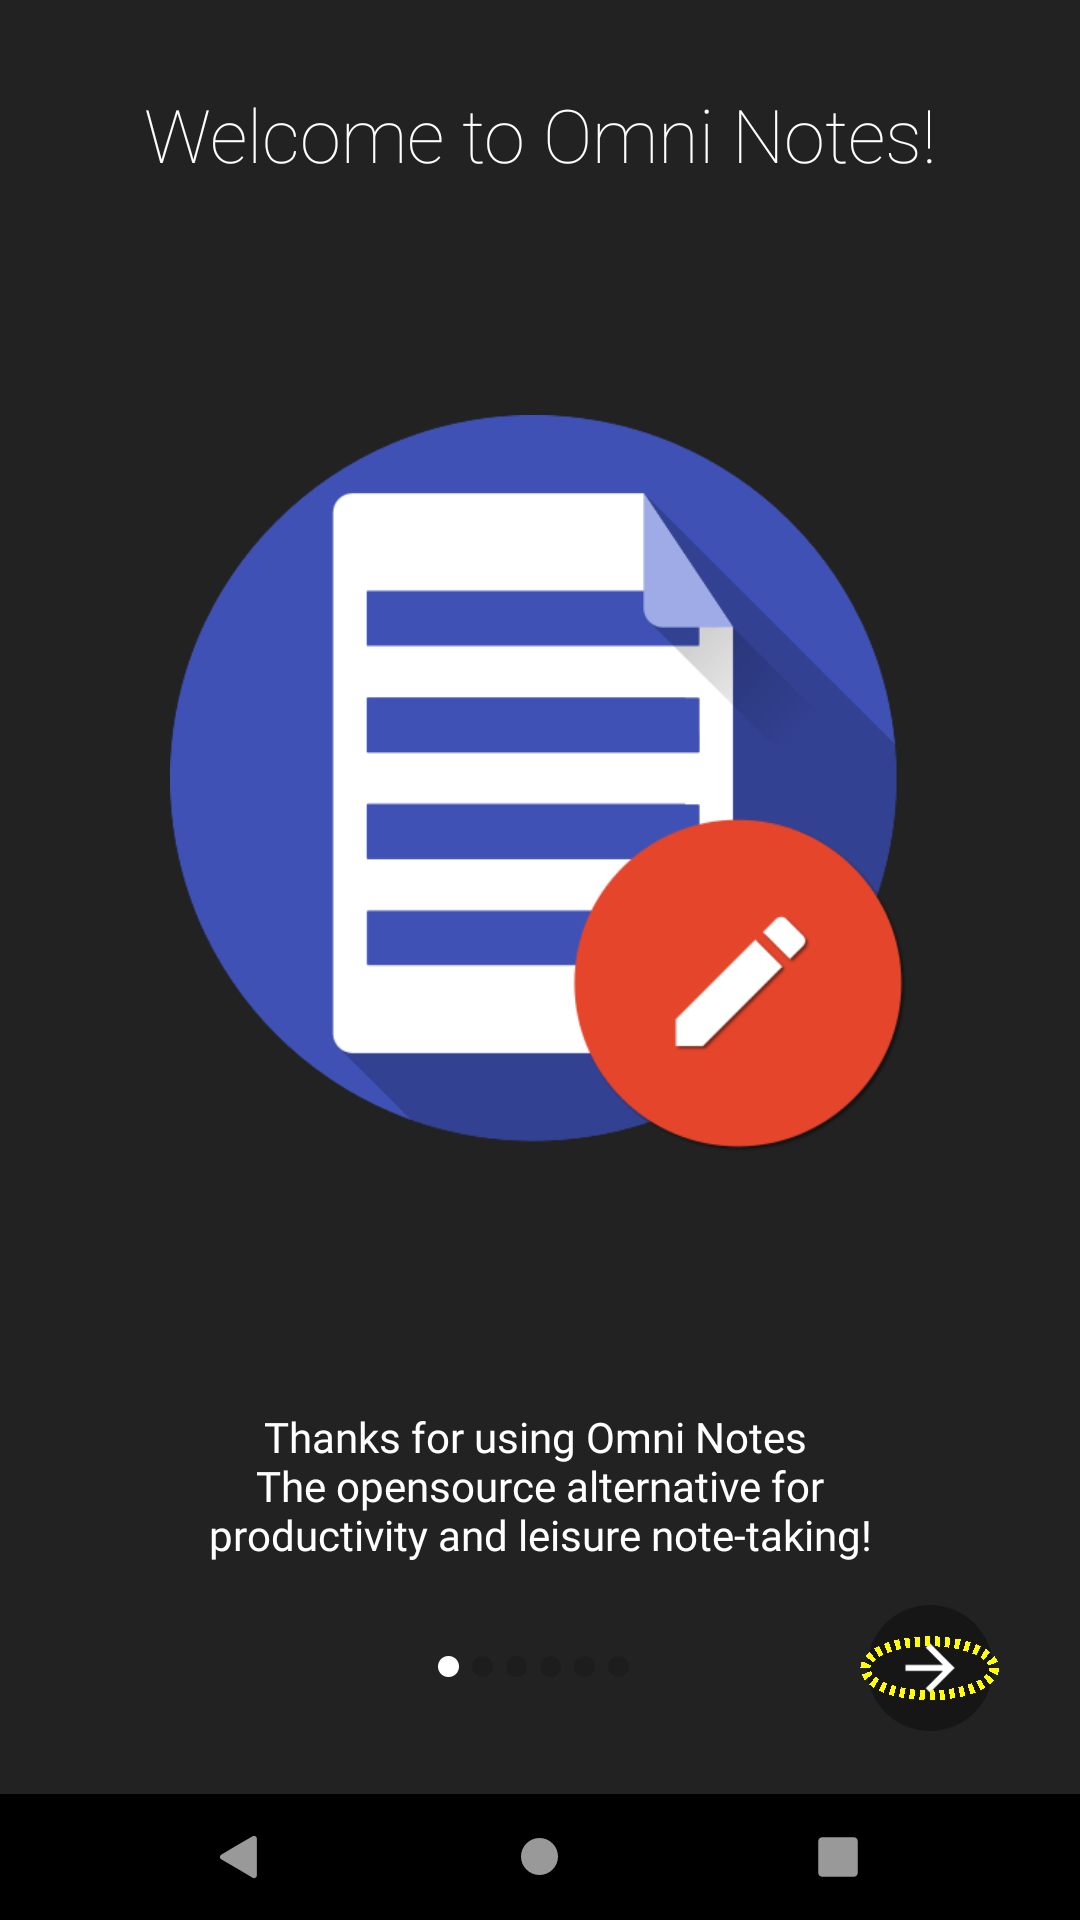 Welcome to Omni Notes!
Thanks for using Omni Notes
The opensource alternative for
productivity and leisure note-taking!